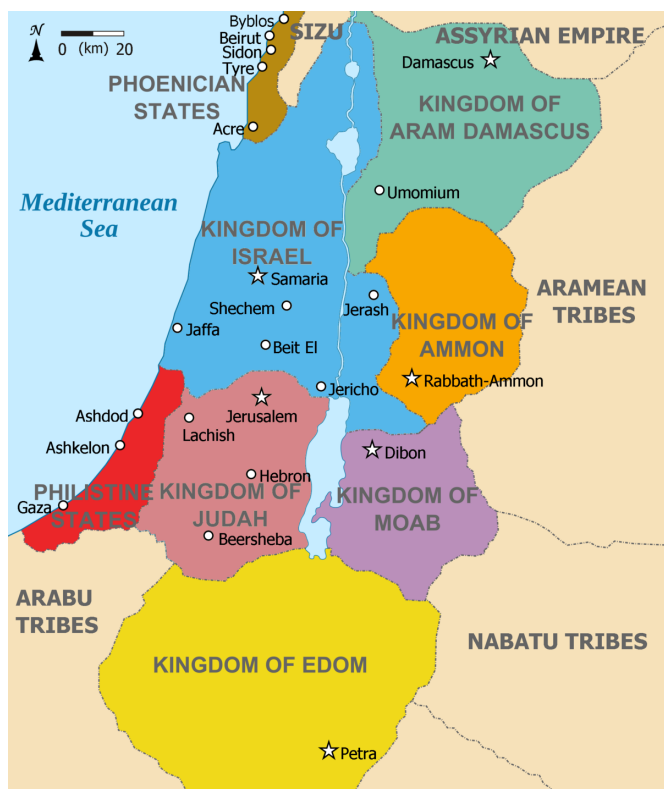 N
0 (km) 20
Byblos
Beirut
Sidon
Tyre
SIZU
ASSYRIAN EMPIRE
Damascus
PHOENICIAN
STATES
KINGDOM OF
ARAM DAMASCUS
Acre
Umomium
Mediterranean
Sea
KINGDOM OF
ISRAEL
Samaria
Shechem
Jerash
ARAMEAN
TRIBES
Jaffa
Beit El
KINGDOM OF
AMMON
Rabbath-Ammon
Jericho
Jerusalem
Ashdod
Lachish
Ashkelon
Dibon
Hebron
Gaza
PHILISTINE
STATES
KINGDOM OF
JUDAH
KINGDOM OF
MOAB
Beersheba
ARABU
TRIBES
NABATU TRIBES
KINGDOM OF EDOM
Petra